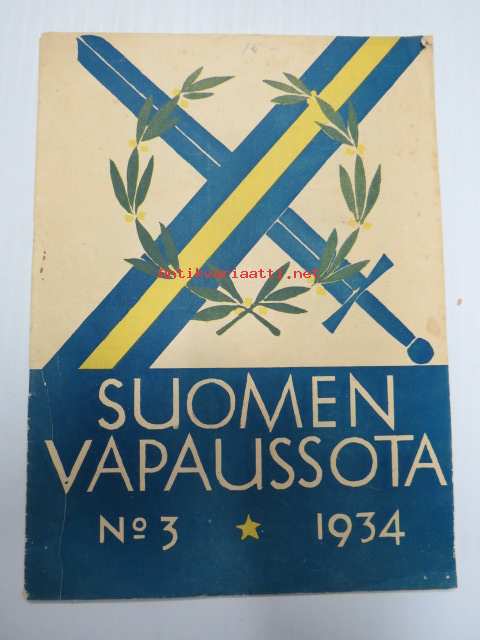 Antikvariaatti.net
SUOMEN
VAPAUSSOTA
No 3 ★ 1934